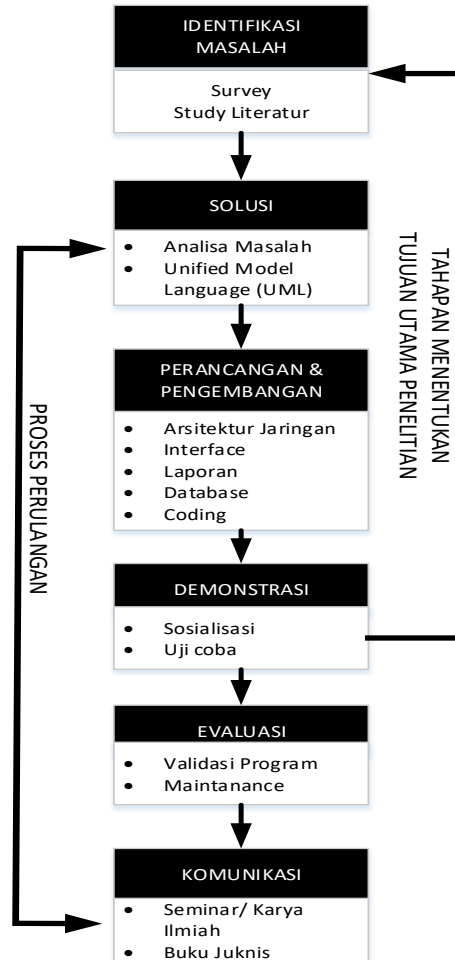 IDENTIFIKASI
MASALAH
Survey
Study Literatur
SOLUSI
• Analisa Masalah
• Unified Model
Language (UML)
PERANCANGAN &
PENGEMBANGAN
• Arsitektur Jaringan
• Interface
• Laporan
• Database
• Coding
DEMONSTRASI
• Sosialisasi
• Uji coba
EVALUASI
• Validasi Program
• Maintanance
KOMUNIKASI
• Seminar/ Karya
Ilmiah
• Buku Juknis
PROSES PERULANGAN
TAHAPAN MENENTUKAN
TUJUAN UTAMA PENELITIAN